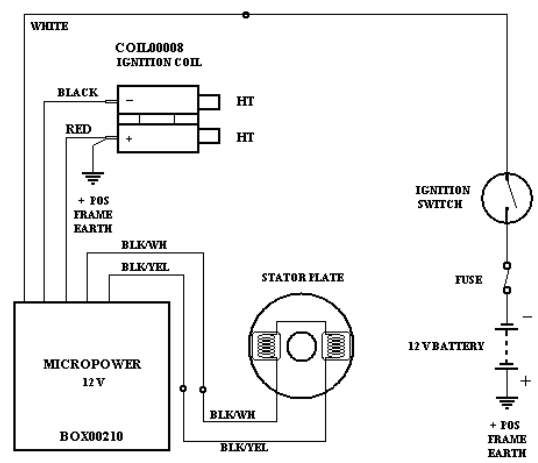 WHITE
COIL00008
IGNITION COIL
BLACK
−
HT
RED
+
HT
+ POS
FRAME
EARTH
BLK/WH
BLK/YEL
IGNITION
SWITCH
STATOR PLATE
FUSE
−
12 V BATTERY
+
MICROPOWER
12 V
BOX00210
BLK/WH
BLK/YEL
+ POS
FRAME
EARTH